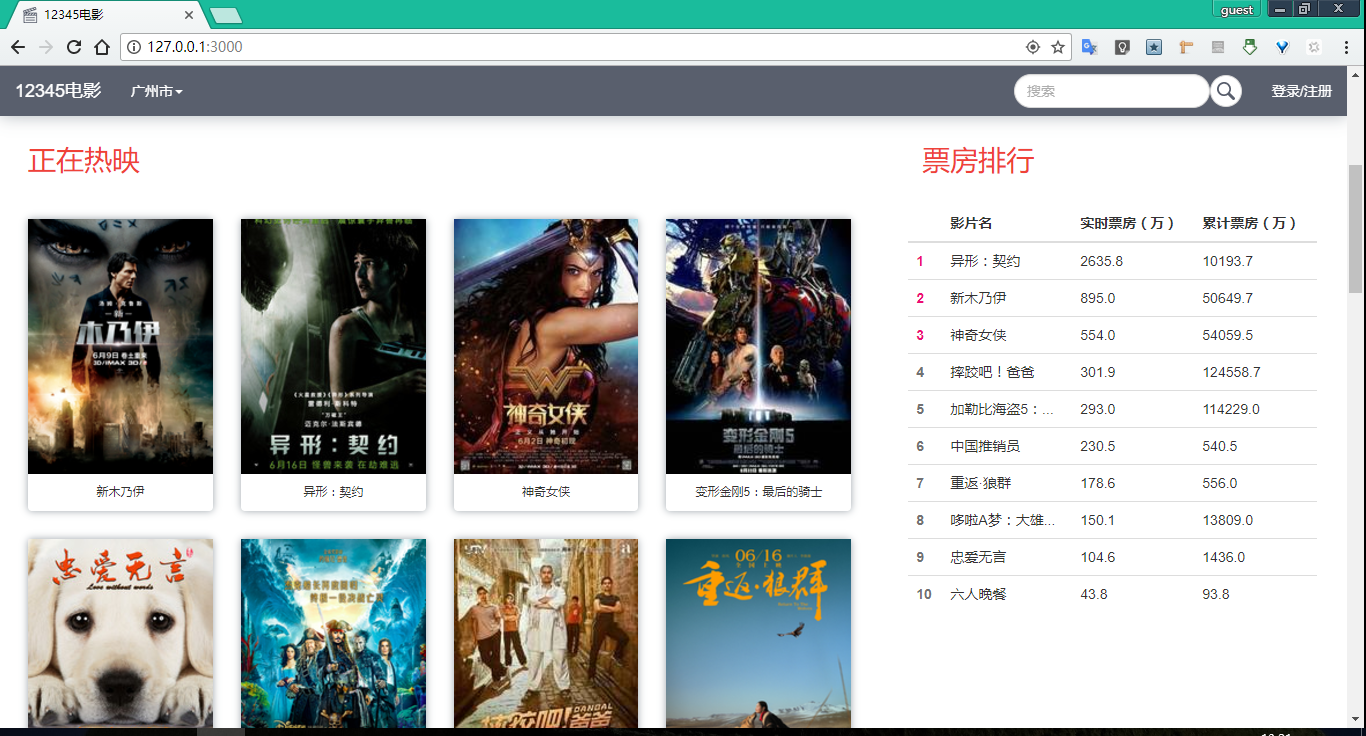 12345电影
guest
127.0.0.1:3000
12345电影
广州市
搜索
登录/注册
正在热映
木乃伊
6月9日
异形：契约
6月16日 怪兽来袭 在劫难逃
神奇女侠
6月2日 神奇初现
变形金刚5
最后的骑士
新木乃伊
异形：契约
神奇女侠
变形金刚5：最后的骑士
忠爱无言
Love without words
摔跤吧!爸爸
DANGAL
06/16
重返·狼群
票房排行
影片名 实时票房（万） 累计票房（万）
1 异形：契约 2635.8 10193.7
2 新木乃伊 895.0 50649.7
3 神奇女侠 554.0 54059.5
4 摔跤吧！爸爸 301.9 124558.7
5 加勒比海盗5：... 293.0 114229.0
6 中国推销员 230.5 540.5
7 重返·狼群 178.6 556.0
8 哆啦A梦：大雄... 150.1 13809.0
9 忠爱无言 104.6 1436.0
10 六人晚餐 43.8 93.8